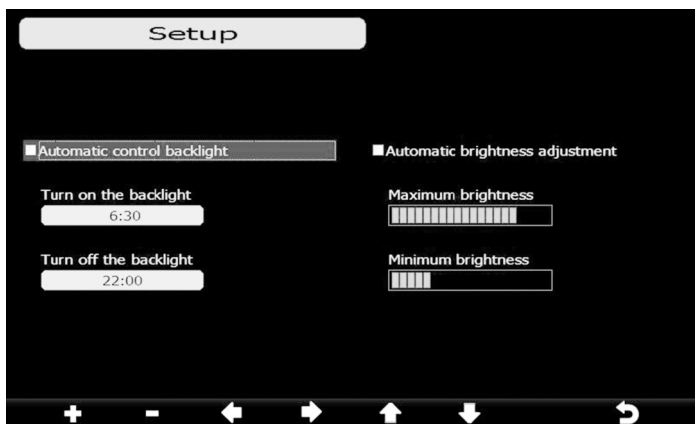 Setup
Automatic control backlight
Automatic brightness adjustment
Turn on the backlight
6:30
Maximum brightness
Turn off the backlight
22:00
Minimum brightness